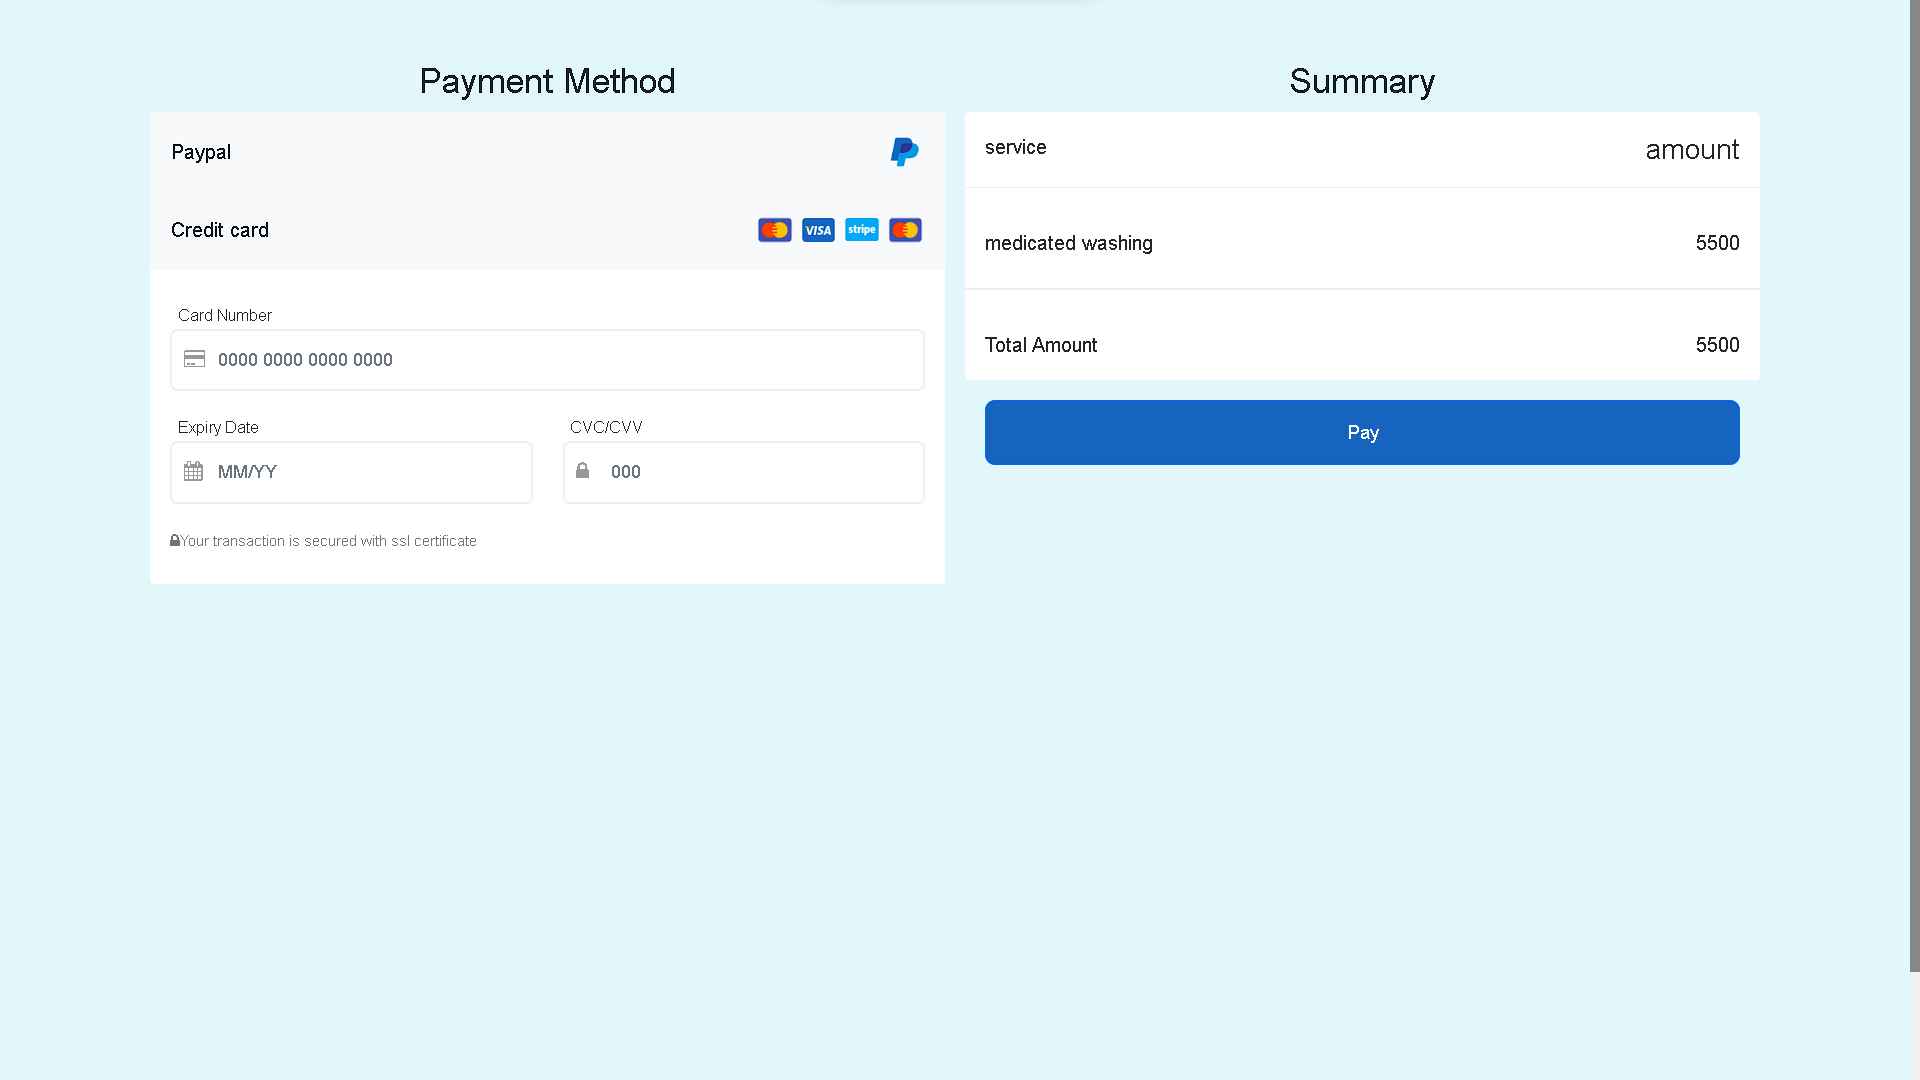 Payment Method
Paypal
Credit card
VISA
stripe
Card Number
0000 0000 0000 0000
Expiry Date
CVC/CVV
MM/YY
000
Your transaction is secured with ssl certificate
Summary
service
amount
medicated washing
5500
Total Amount
5500
Pay